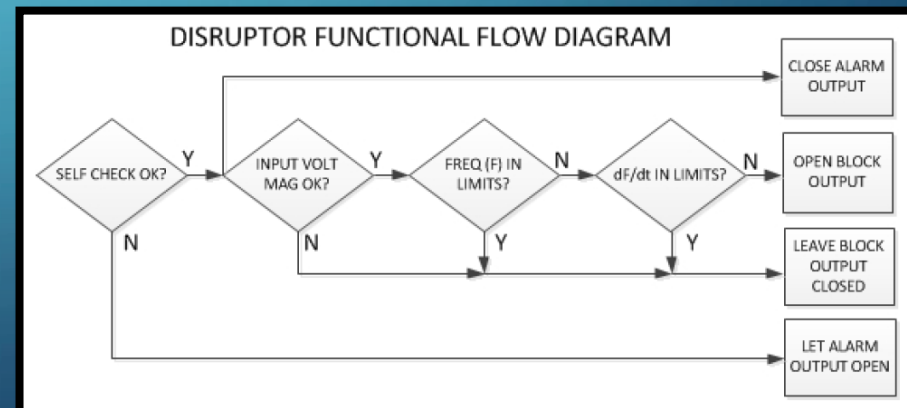 DISRUPTOR FUNCTIONAL FLOW DIAGRAM
CLOSE ALARM
OUTPUT
SELF CHECK OK?
Y
INPUT VOLT
MAG OK?
Y
FREQ (F) IN
LIMITS?
N
dF/dt IN LIMITS?
N
OPEN BLOCK
OUTPUT
N
N
Y
Y
LEAVE BLOCK
OUTPUT
CLOSED
LET ALARM
OUTPUT OPEN